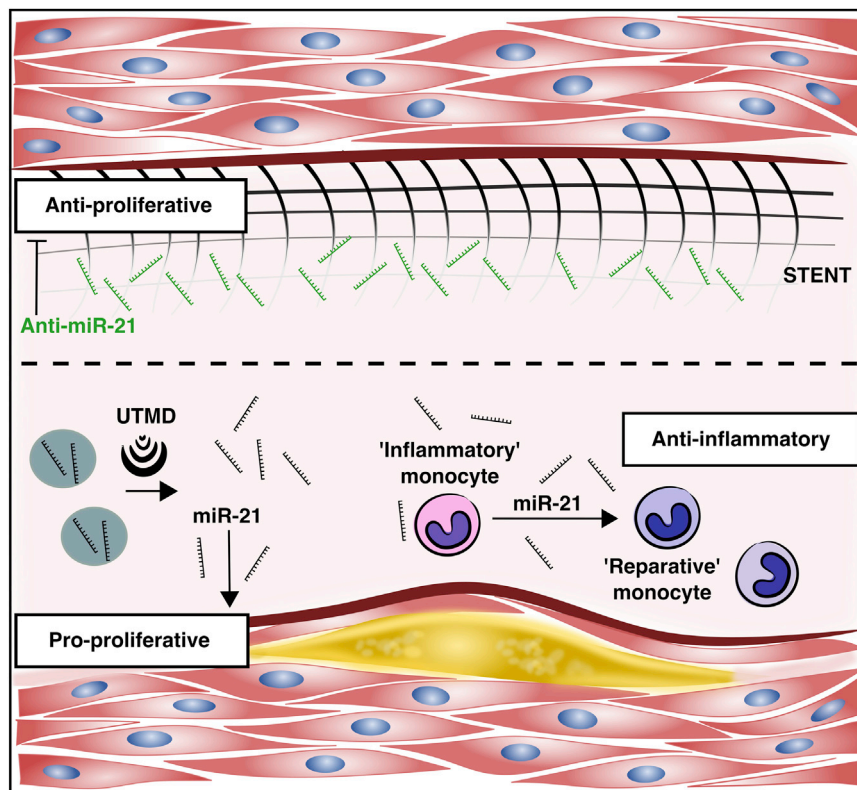 Anti-proliferative
STENT
Anti-miR-21
UTMD
'Inflammatory'
monocyte
Anti-inflammatory
miR-21
miR-21
'Reparative'
monocyte
Pro-proliferative